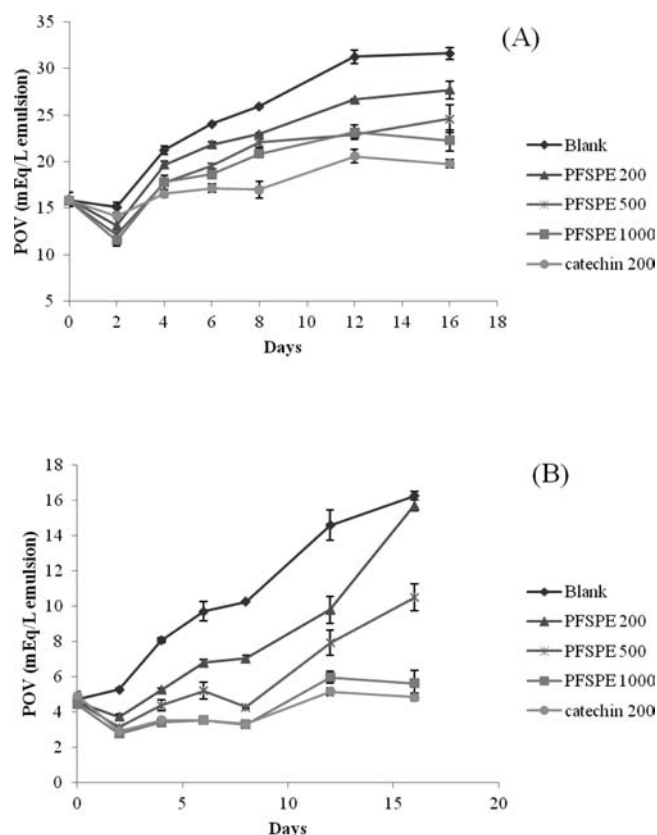 (A)
POV (mEq/L emulsion)
35
30
25
20
15
10
5
0 2 4 6 8 10 12 14 16 18
Days
Blank
PFSPE 200
PFSPE 500
PFSPE 1000
catechin 200
(B)
POV (mEq/L emulsion)
18
16
14
12
10
8
6
4
2
0
0 5 10 15 20
Days
Blank
PFSPE 200
PFSPE 500
PFSPE 1000
catechin 200